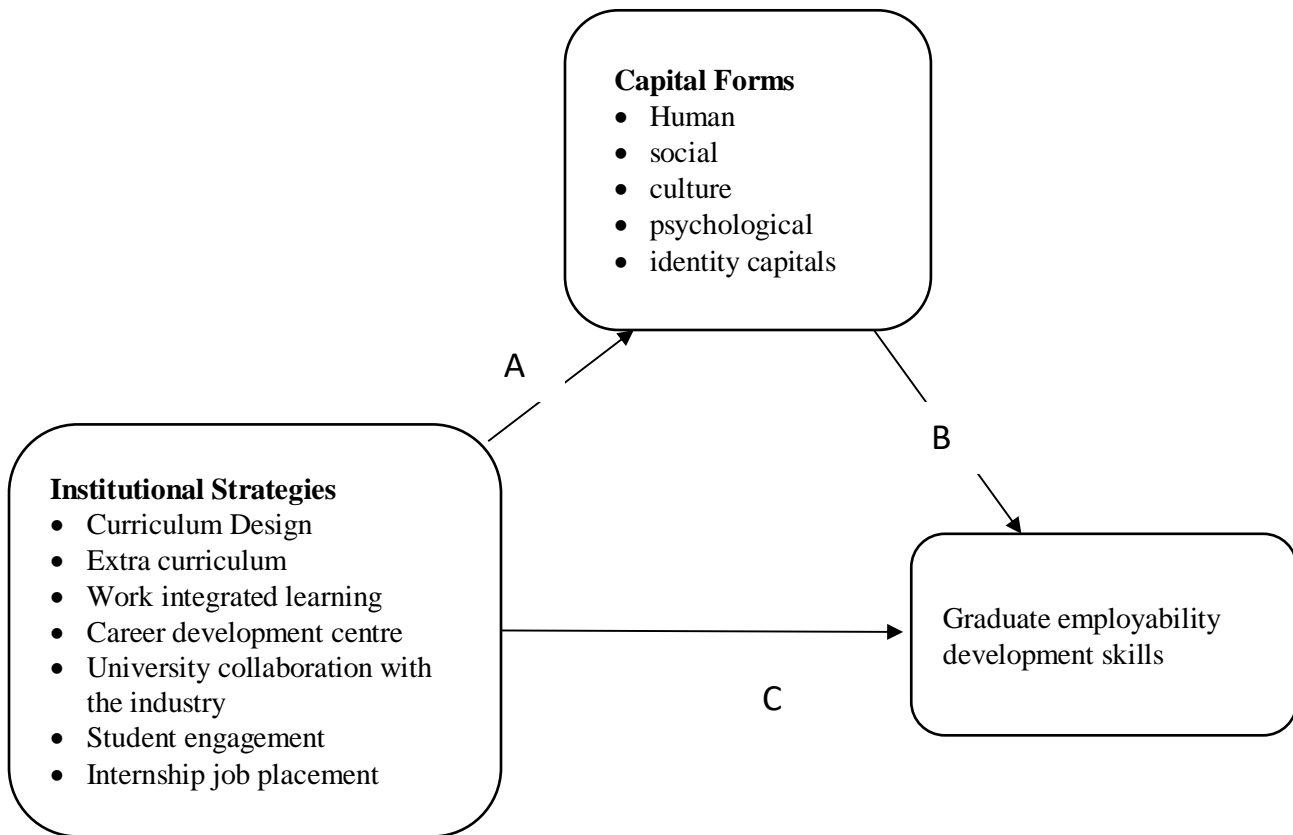 Capital Forms
• Human
• social
• culture
• psychological
• identity capitals
A
B
Institutional Strategies
• Curriculum Design
• Extra curriculum
• Work integrated learning
• Career development centre
• University collaboration with
the industry
• Student engagement
• Internship job placement
Graduate employability
development skills
C